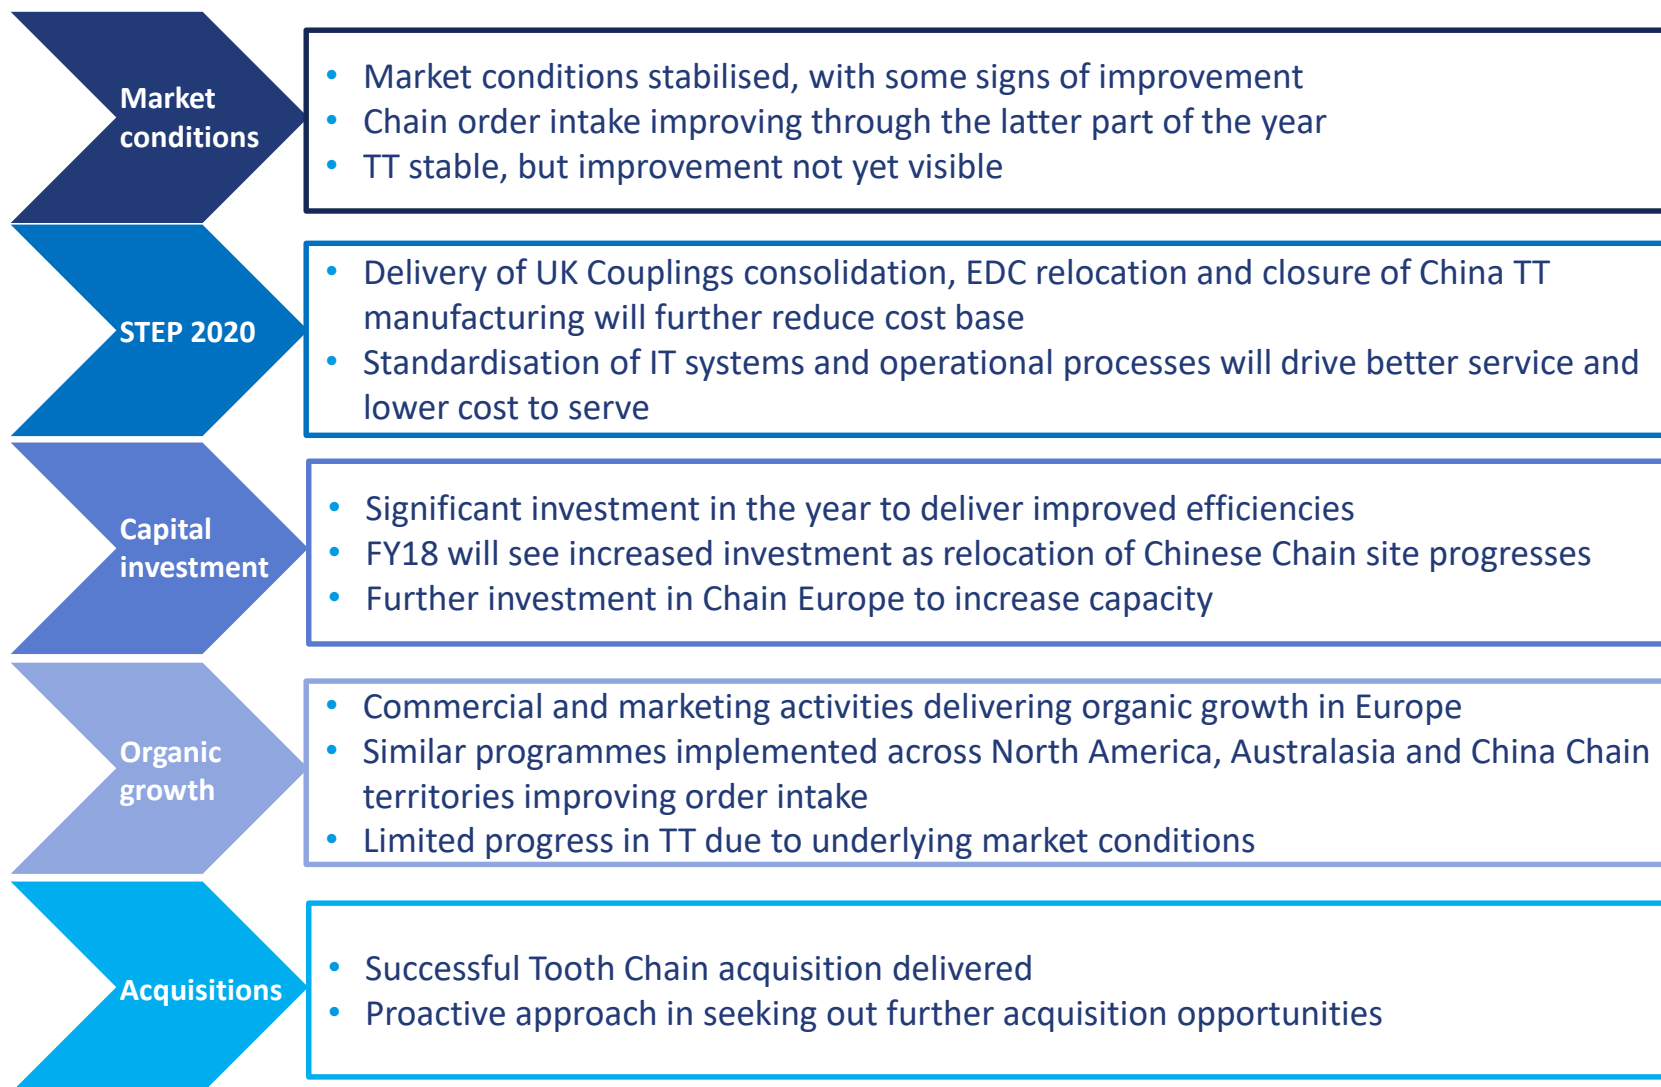 Market
conditions
• Market conditions stabilised, with some signs of improvement
• Chain order intake improving through the latter part of the year
• TT stable, but improvement not yet visible
STEP 2020
• Delivery of UK Couplings consolidation, EDC relocation and closure of China TT
manufacturing will further reduce cost base
• Standardisation of IT systems and operational processes will drive better service and
lower cost to serve
Capital
investment
• Significant investment in the year to deliver improved efficiencies
• FY18 will see increased investment as relocation of Chinese Chain site progresses
• Further investment in Chain Europe to increase capacity
Organic
growth
• Commercial and marketing activities delivering organic growth in Europe
• Similar programmes implemented across North America, Australasia and China Chain
territories improving order intake
• Limited progress in TT due to underlying market conditions
Acquisitions
• Successful Tooth Chain acquisition delivered
• Proactive approach in seeking out further acquisition opportunities